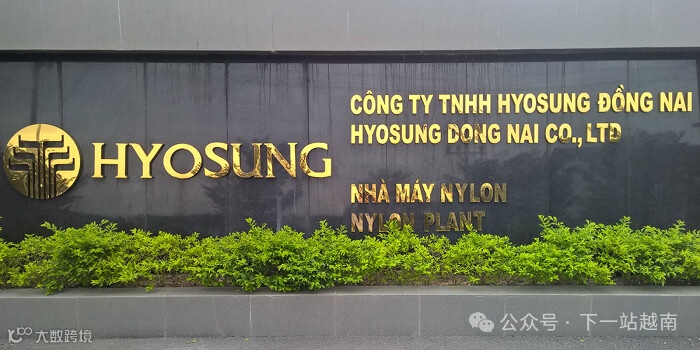 HYOSUNG
CÔNG TY TNHH HYOSUNG ĐỒNG NAI
HYOSUNG DONG NAI CO., LTD
NHÀ MÁY NYLON
NYLON PLANT
公众号 · 下一站越南
大数跨境